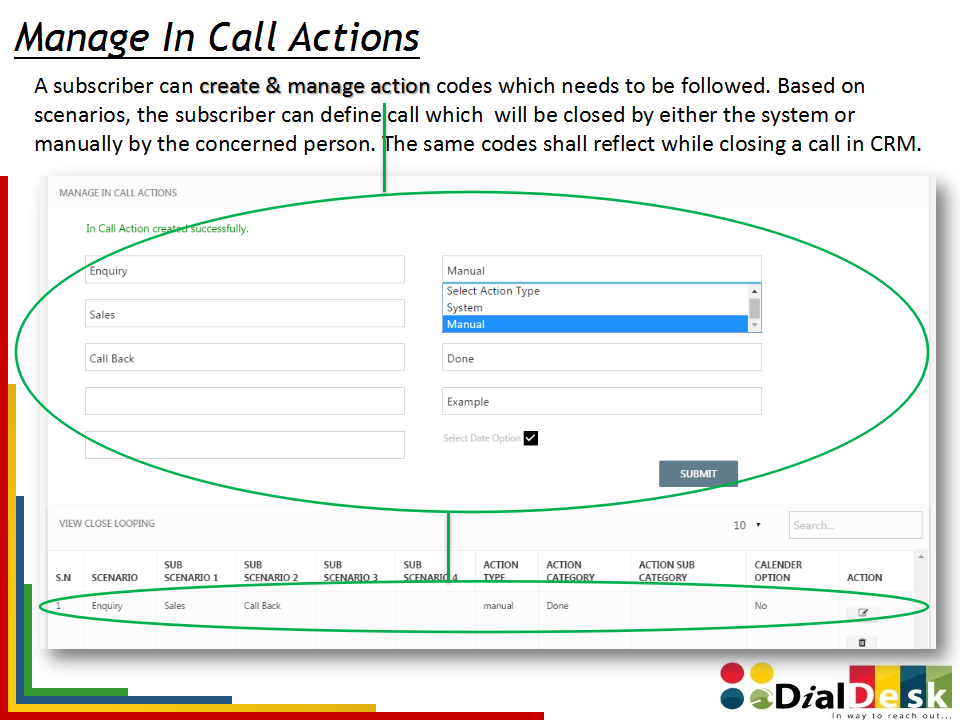 Manage In Call Actions
A subscriber can create & manage action codes which needs to be followed. Based on
scenarios, the subscriber can define call which will be closed by either the system or
manually by the concerned person. The same codes shall reflect while closing a call in CRM.
MANAGE IN CALL ACTIONS
In Call Action created successfully.
Enquiry
Manual
Select Action Type
System
Manual
Sales
Call Back
Done
Example
Select Date Option
SUBMIT
VIEW CLOSE LOOPING
10
Search...
S.N SCENARIO SUB SCENARIO 1 SUB SCENARIO 2 SUB SCENARIO 3 SUB SCENARIO 4 ACTION TYPE ACTION CATEGORY ACTION SUB CATEGORY CALENDER OPTION ACTION
1 Enquiry Sales Call Back manual Done No
DialDesk
In way to reach out...